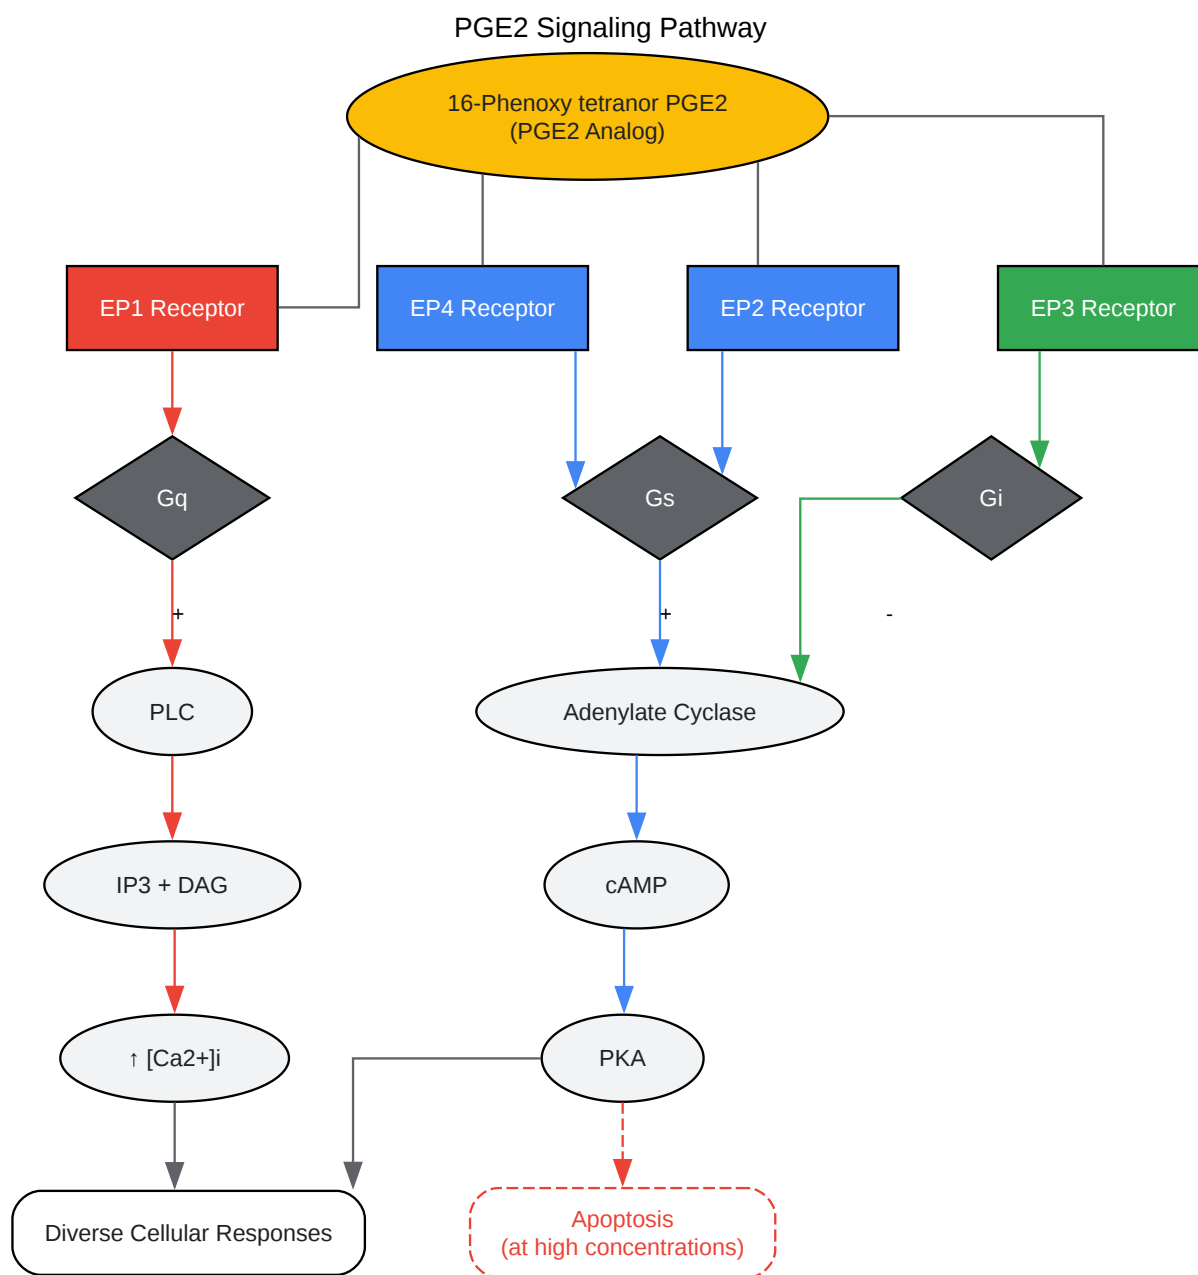 PGE2 Signaling Pathway
16-Phenoxy tetranor PGE2
(PGE2 Analog)
EP1 Receptor
EP4 Receptor
EP2 Receptor
EP3 Receptor
Gq
Gs
Gi
+
+
-
PLC
Adenylate Cyclase
IP3 + DAG
cAMP
↑ [Ca2+]i
PKA
Diverse Cellular Responses
Apoptosis
(at high concentrations)